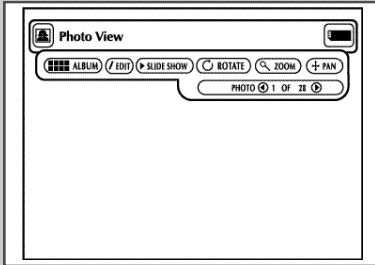 Photo View
ALBUM EDIT SLIDE SHOW ROTATE ZOOM PAN
PHOTO 1 OF 28